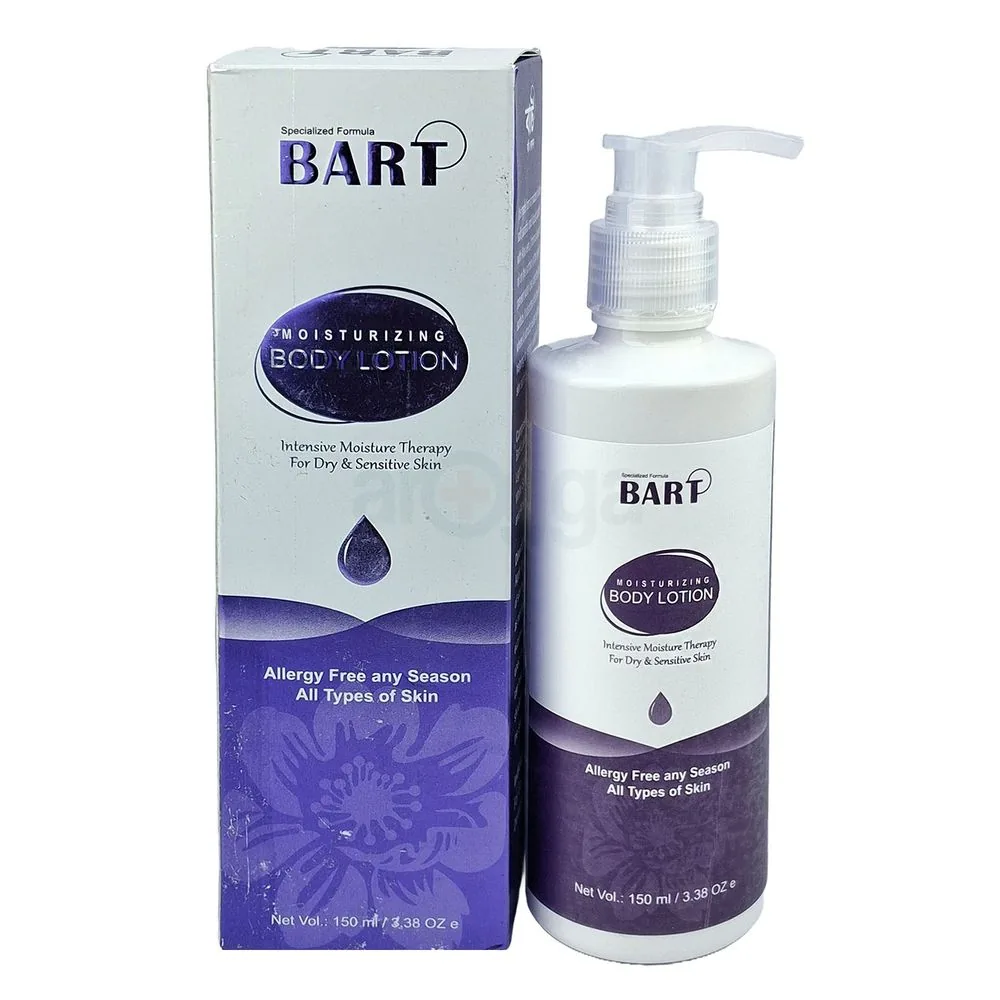 BART
Specialized Formula
BART
MOISTURIZING
BODY LOTION
Intensive Moisture Therapy
For Dry & Sensitive Skin
Allergy Free any Season
All Types of Skin
Net Vol.: 150 ml / 3.38 OZ e
Specialized Formula
BART
MOISTURIZING
BODY LOTION
Intensive Moisture Therapy
For Dry & Sensitive Skin
Allergy Free any Season
All Types of Skin
Net Vol.: 150 ml / 3.38 OZ e
arogga